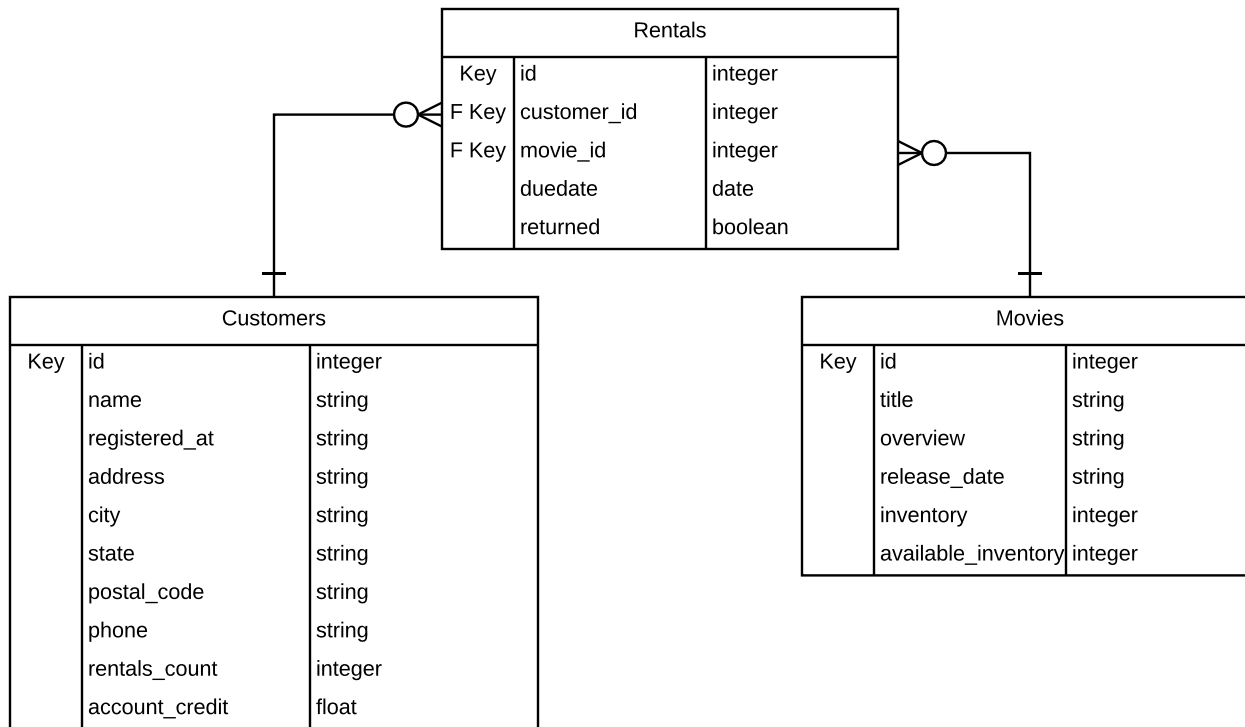 Rentals
Key id integer
F Key customer_id integer
F Key movie_id integer
duedate date
returned boolean
Customers
Key id integer
name string
registered_at string
address string
city string
state string
postal_code string
phone string
rentals_count integer
account_credit float
Movies
Key id integer
title string
overview string
release_date string
inventory integer
available_inventory integer